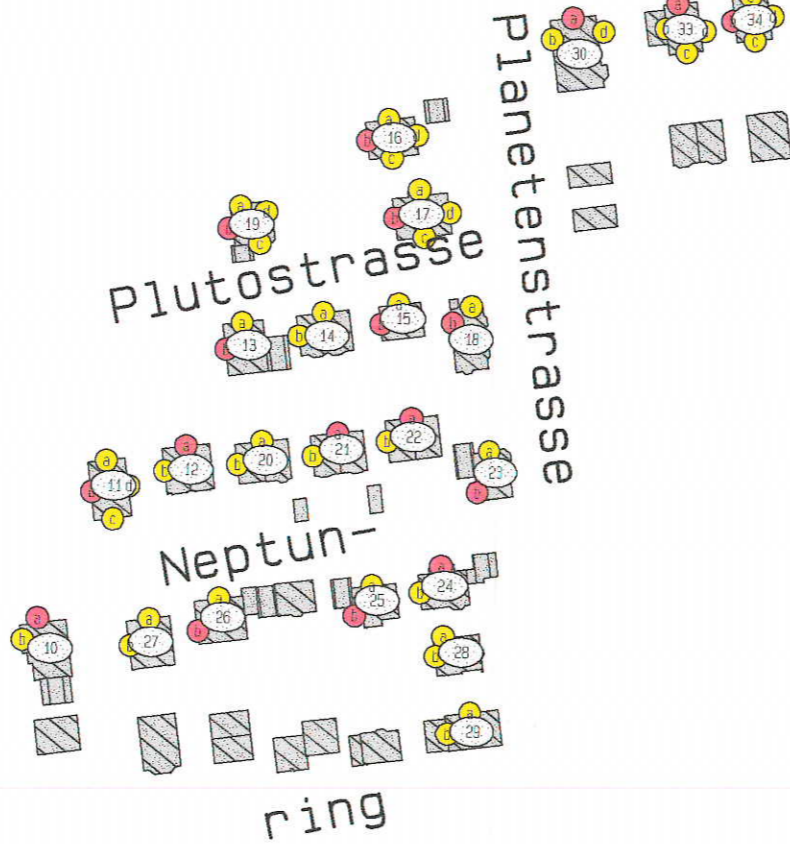 Planetenstrasse
a
b
d
30
a
b
d
c
33
a
b
d
c
34
a
b
d
c
16
a
b
d
c
17
a
d
c
19
Plutostrasse
a
b
13
a
b
14
a
b
15
a
b
18
a
b
d
c
11
a
b
12
a
b
20
a
b
21
a
b
22
a
b
23
Neptun-
a
b
10
a
b
27
a
b
26
a
b
25
a
b
24
a
b
28
a
b
29
ring